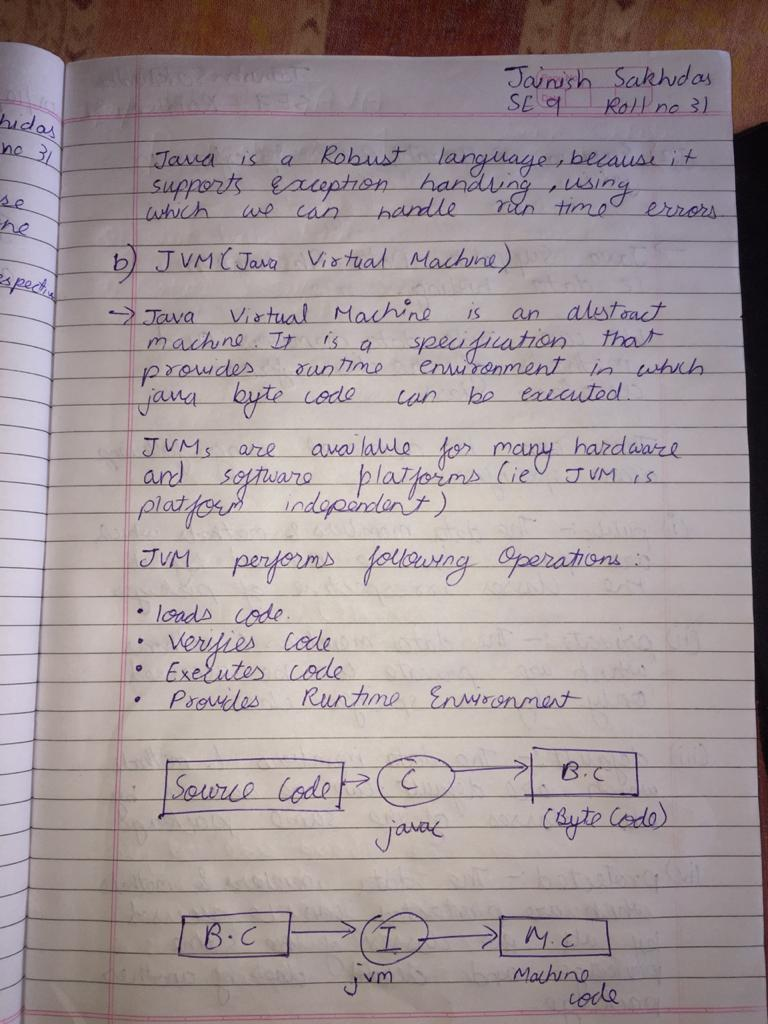 Jainish Sakhidas
SE 9 Roll no 31
hidas
no 31
Java is a Robust language, because it
supports exception handling, using
which we can handle run time errors.
b) JVM (Java Virtual Machine)
→ Java Virtual Machine is an abstract
machine. It is a specification that
provides runtime environment in which
java byte code can be executed.
JVMs are available for many hardware
and software platforms (ie JVM is
platform independent)
JVM performs following Operations:
• loads code.
• Verifies code
• Executes code
• Provides Runtime Environment
Source Code → C → B.C
javac (Byte Code)
B.C → I → M.C
jvm Machine
code